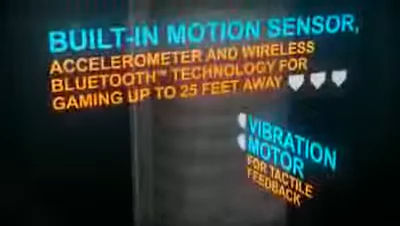 BUILT-IN MOTION SENSOR,
ACCELEROMETER AND WIRELESS
BLUETOOTH™ TECHNOLOGY FOR
GAMING UP TO 25 FEET AWAY
VIBRATION
MOTOR
FOR TACTILE
FEEDBACK